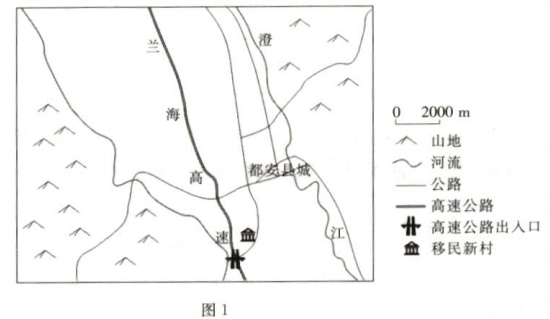 兰
海
高
速
澄
江
都安县城
0 2000 m
山地
河流
公路
高速公路
高速公路出入口
移民新村
图1